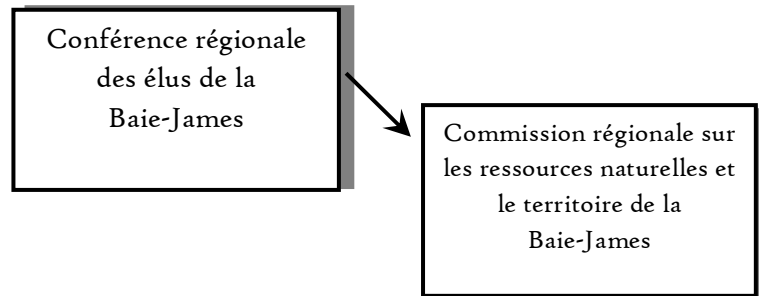 Conférence régionale
des élus de la
Baie-James
Commission régionale sur
les ressources naturelles et
le territoire de la
Baie-James